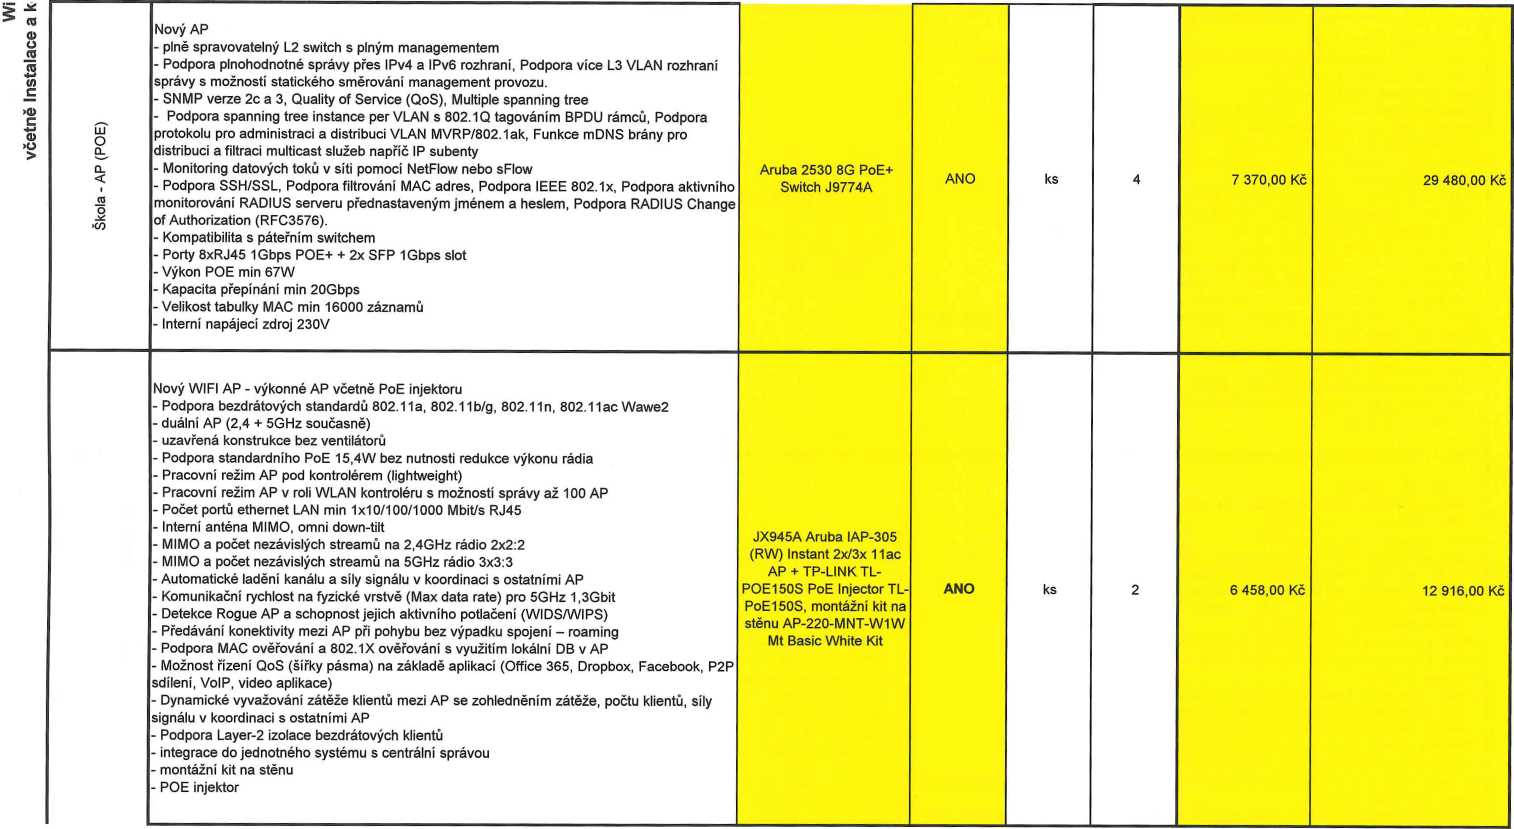 Wi
včetně Instalace a k
Škola - AP (POE)
Nový AP
- plně spravovatelný L2 switch s plným managementem
- Podpora plnohodnotné správy přes IPv4 a IPv6 rozhraní, Podpora více L3 VLAN rozhraní
správy s možností statického směrování management provozu.
- SNMP verze 2c a 3, Quality of Service (QoS), Multiple spanning tree
- Podpora spanning tree instance per VLAN s 802.1Q tagováním BPDU rámců, Podpora
protokolu pro administraci a distribuci VLAN MVRP/802.1ak, Funkce mDNS brány pro
distribuci a filtraci multicast služeb napříč IP subenty
- Monitoring datových toků v síti pomocí NetFlow nebo sFlow
- Podpora SSH/SSL, Podpora filtrování MAC adres, Podpora IEEE 802.1x, Podpora aktivního
monitorování RADIUS serveru přednastaveným jménem a heslem, Podpora RADIUS Change
of Authorization (RFC3576).
- Kompatibilita s páteřním switchem
- Porty 8xRJ45 1Gbps POE+ + 2x SFP 1Gbps slot
- Výkon POE min 67W
- Kapacita přepínání min 20Gbps
- Velikost tabulky MAC min 16000 záznamů
- Interní napájecí zdroj 230V
Aruba 2530 8G PoE+
Switch J9774A
ANO
ks
4
7 370,00 Kč
29 480,00 Kč
Nový WIFI AP - výkonné AP včetně PoE injektoru
- Podpora bezdrátových standardů 802.11a, 802.11b/g, 802.11n, 802.11ac Wawe2
- duální AP (2,4 + 5GHz současně)
- uzavřená konstrukce bez ventilátorů
- Podpora standardního PoE 15,4W bez nutnosti redukce výkonu rádia
- Pracovní režim AP pod kontrolérem (lightweight)
- Pracovní režim AP v roli WLAN kontroléru s možností správy až 100 AP
- Počet portů ethernet LAN min 1x10/100/1000 Mbit/s RJ45
- Interní anténa MIMO, omni down-tilt
- MIMO a počet nezávislých streamů na 2,4GHz rádio 2x2:2
- MIMO a počet nezávislých streamů na 5GHz rádio 3x3:3
- Automatické ladění kanálu a síly signálu v koordinaci s ostatními AP
- Komunikační rychlost na fyzické vrstvě (Max data rate) pro 5GHz 1,3Gbit
- Detekce Rogue AP a schopnost jejich aktivního potlačení (WIDS/WIPS)
- Předávání konektivity mezi AP při pohybu bez výpadku spojení – roaming
- Podpora MAC ověřování a 802.1X ověřování s využitím lokální DB v AP
- Možnost řízení QoS (šířky pásma) na základě aplikací (Office 365, Dropbox, Facebook, P2P
sdílení, VoIP, video aplikace)
- Dynamické vyvažování zátěže klientů mezi AP se zohledněním zátěže, počtu klientů, síly
signálu v koordinaci s ostatními AP
- Podpora Layer-2 izolace bezdrátových klientů
- integrace do jednotného systému s centrální správou
- montážní kit na stěnu
- POE injektor
JX945A Aruba IAP-305
(RW) Instant 2x/3x 11ac
AP + TP-LINK TL-
POE150S PoE Injector TL-
PoE150S, montážní kit na
stěnu AP-220-MNT-W1W
Mt Basic White Kit
ANO
ks
2
6 458,00 Kč
12 916,00 Kč